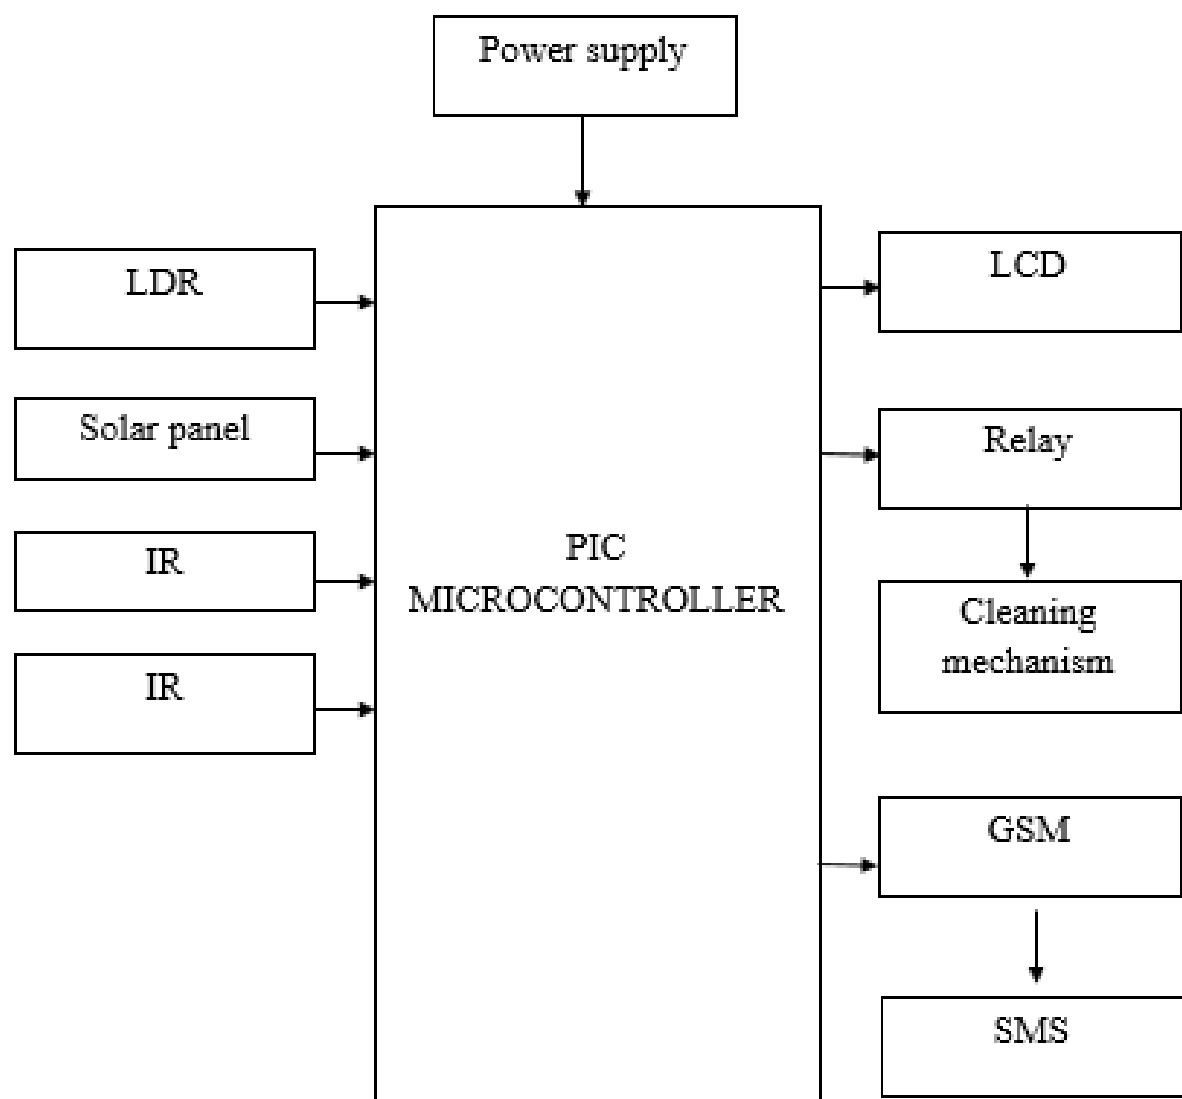 Power supply
LDR
LCD
Solar panel
Relay
IR
PIC
MICROCONTROLLER
Cleaning
mechanism
IR
GSM
SMS